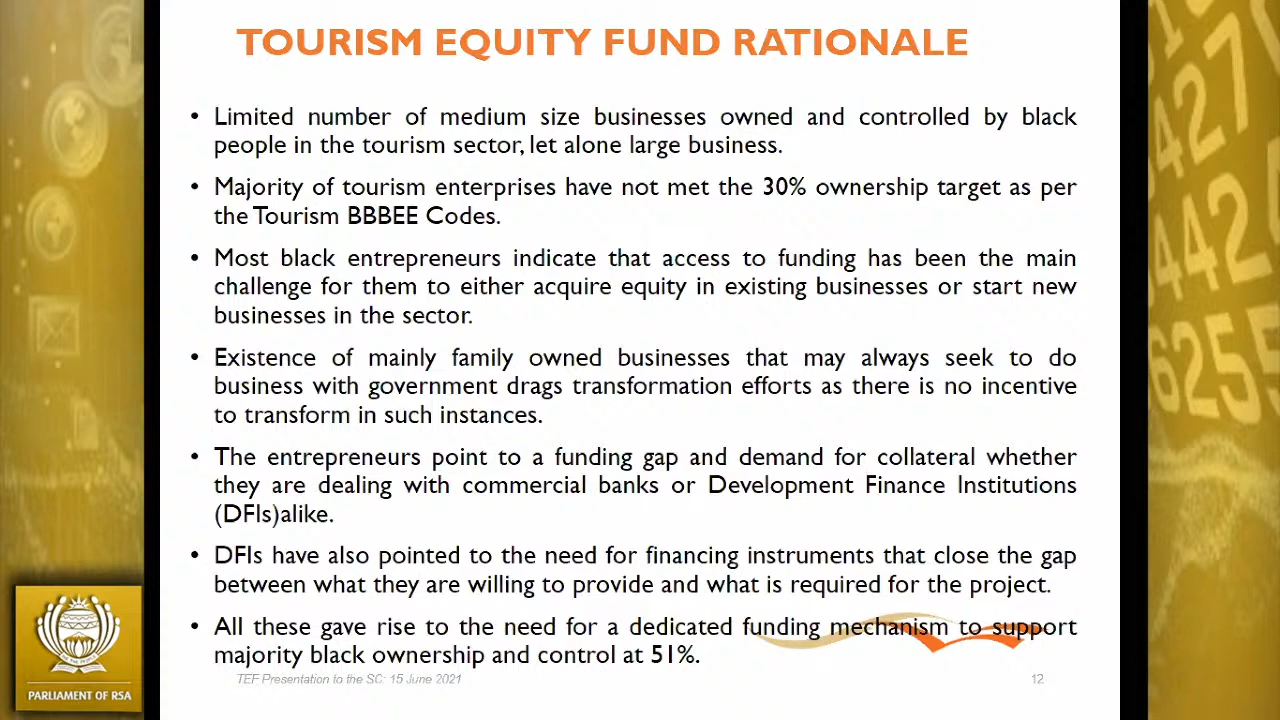 TOURISM EQUITY FUND RATIONALE
• Limited number of medium size businesses owned and controlled by black
people in the tourism sector, let alone large business.
• Majority of tourism enterprises have not met the 30% ownership target as per
the Tourism BBBEE Codes.
• Most black entrepreneurs indicate that access to funding has been the main
challenge for them to either acquire equity in existing businesses or start new
businesses in the sector.
• Existence of mainly family owned businesses that may always seek to do
business with government drags transformation efforts as there is no incentive
to transform in such instances.
• The entrepreneurs point to a funding gap and demand for collateral whether
they are dealing with commercial banks or Development Finance Institutions
(DFIs)alike.
• DFIs have also pointed to the need for financing instruments that close the gap
between what they are willing to provide and what is required for the project.
• All these gave rise to the need for a dedicated funding mechanism to support
majority black ownership and control at 51%.
TEF Presentation to the SC: 15 June 2021
12
PARLIAMENT OF RSA